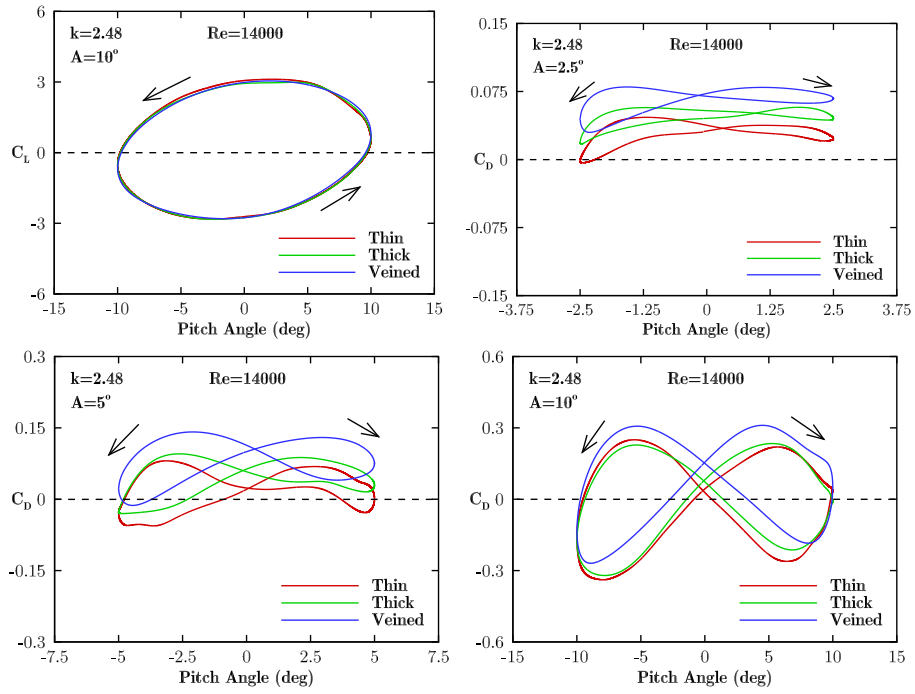 6
3
0
-3
-6
C_L
k=2.48 Re=14000
A=10°
Thin
Thick
Veined
-15 -10 -5 0 5 10 15
Pitch Angle (deg)
0.15
0.075
0
-0.075
-0.15
C_D
k=2.48 Re=14000
A=2.5°
Thin
Thick
Veined
-3.75 -2.5 -1.25 0 1.25 2.5 3.75
Pitch Angle (deg)
0.3
0.15
0
-0.15
-0.3
C_D
k=2.48 Re=14000
A=5°
Thin
Thick
Veined
-7.5 -5 -2.5 0 2.5 5 7.5
Pitch Angle (deg)
0.6
0.3
0.0
-0.3
-0.6
C_D
k=2.48 Re=14000
A=10°
Thin
Thick
Veined
-15 -10 -5 0 5 10 15
Pitch Angle (deg)